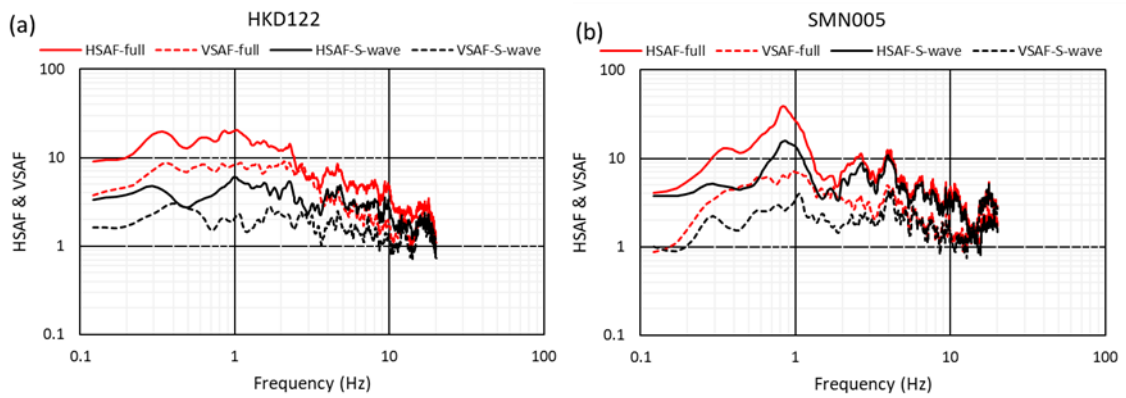 (a)
HKD122
HSAF-full VSAF-full HSAF-S-wave VSAF-S-wave
100
10
1
0.1
HSAF & VSAF
0.1 1 10 100
Frequency (Hz)
(b)
SMN005
HSAF-full VSAF-full HSAF-S-wave VSAF-S-wave
100
10
1
0.1
HSAF & VSAF
0.1 1 10 100
Frequency (Hz)